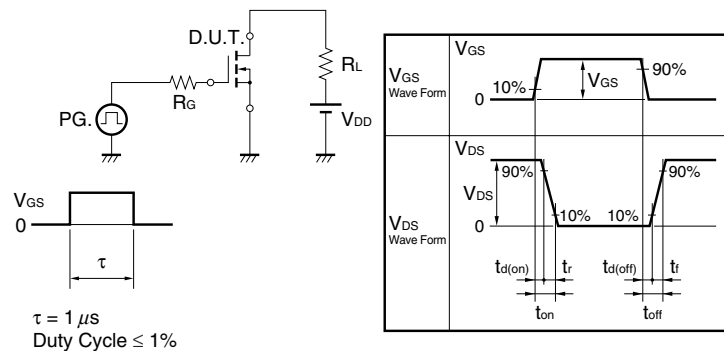 D.U.T.
RL
RG
PG.
VDD
VGS
0
τ
τ = 1 μs
Duty Cycle ≤ 1%
VGS
Wave Form
VGS
10%
0
VGS
90%
VDS
Wave Form
VDS
90%
VDS
0
10%
10%
90%
td(on)
tr
td(off)
tf
ton
toff